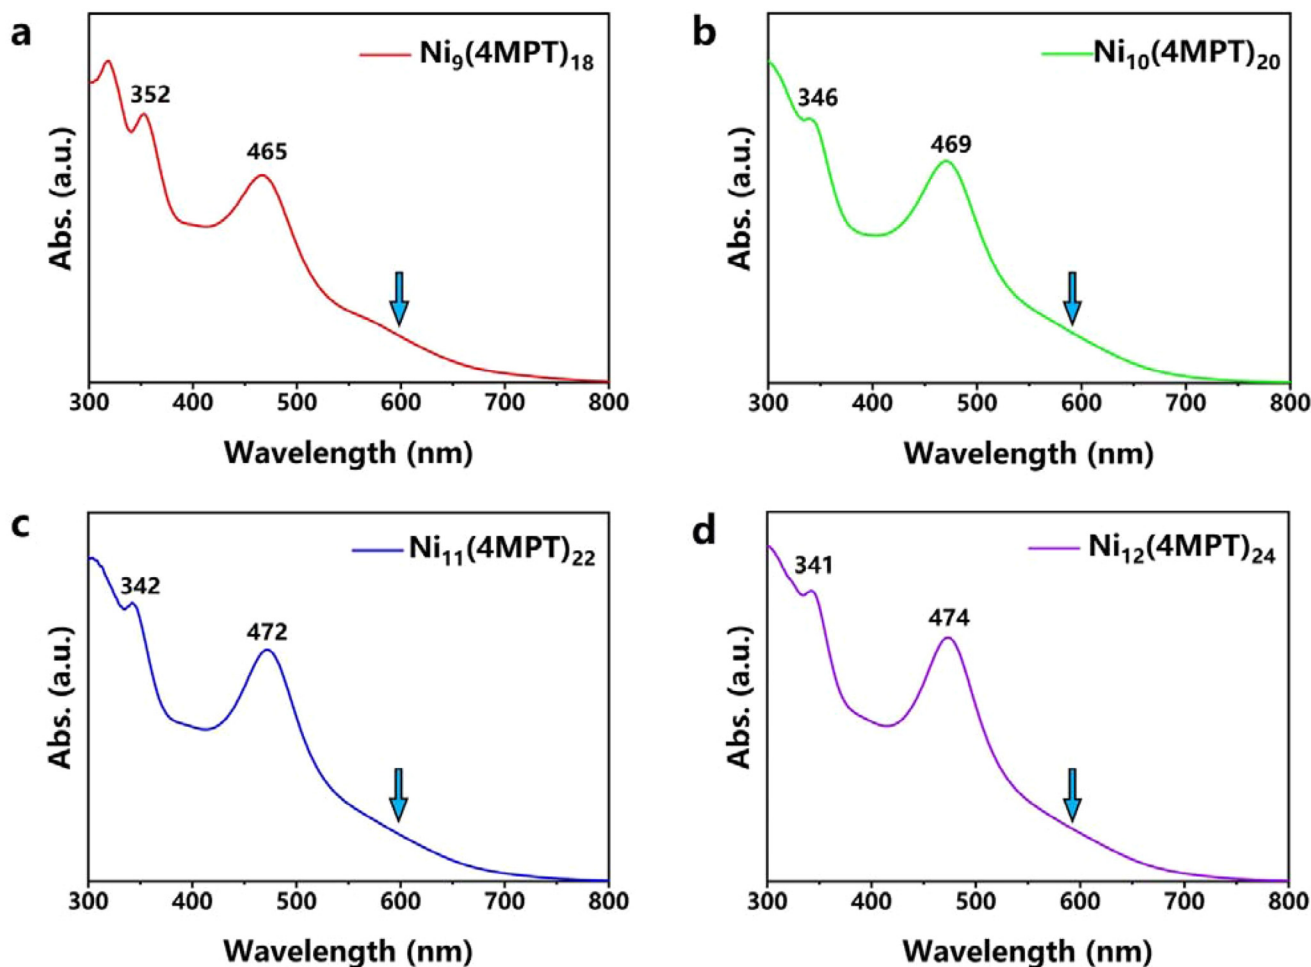 a
Ni₉(4MPT)₁₈
352
465
Abs. (a.u.)
300 400 500 600 700 800
Wavelength (nm)
b
Ni₁₀(4MPT)₂₀
346
469
Abs. (a.u.)
300 400 500 600 700 800
Wavelength (nm)
c
Ni₁₁(4MPT)₂₂
342
472
Abs. (a.u.)
300 400 500 600 700 800
Wavelength (nm)
d
Ni₁₂(4MPT)₂₄
341
474
Abs. (a.u.)
300 400 500 600 700 800
Wavelength (nm)